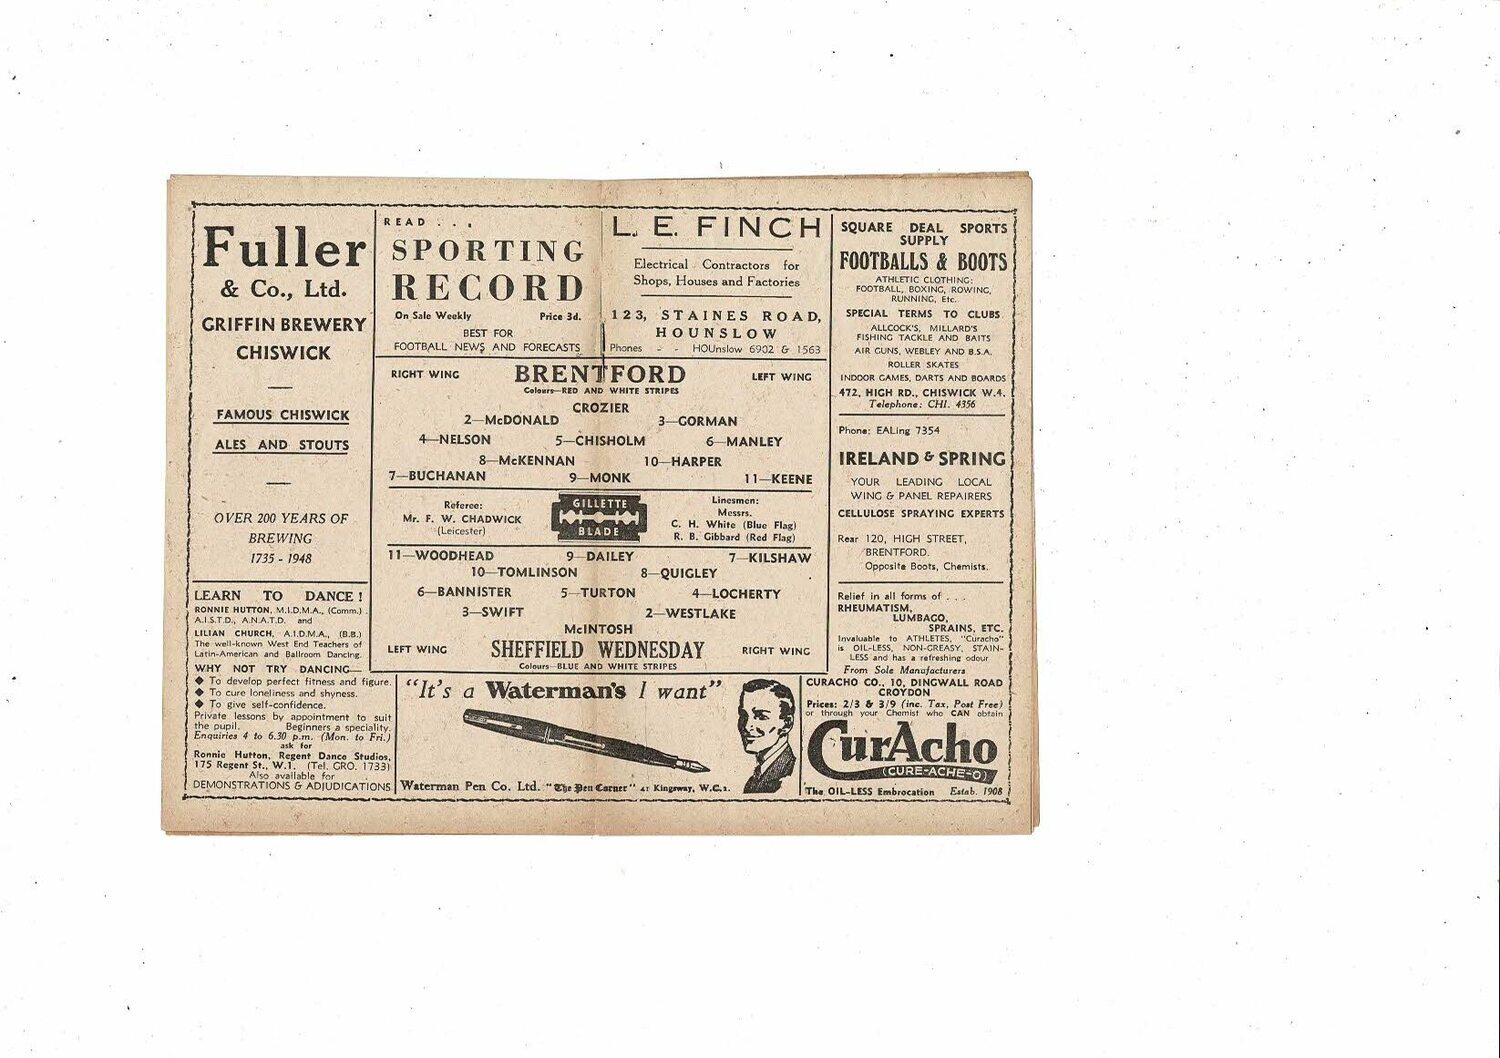 Fuller
& Co., Ltd.
GRIFFIN BREWERY
CHISWICK
FAMOUS CHISWICK
ALES AND STOUTS
OVER 200 YEARS OF
BREWING
1735 - 1948
LEARN TO DANCE!
RONNIE HUTTON, M.I.D.M.A., (Comm.)
A.I.S.T.D., A.N.A.T.D. and
LILIAN CHURCH, A.I.D.M.A., (B.B.)
The well-known West End Teachers of
Latin-American and Ballroom Dancing.
WHY NOT TRY DANCING—
◆ To develop perfect fitness and figure.
◆ To cure loneliness and shyness.
◆ To give self-confidence.
Private lessons by appointment to suit
the pupil. Beginners a speciality.
Enquiries 4 to 6.30 p.m. (Mon. to Fri.)
ask for
Ronnie Hutton, Regent Dance Studios,
175 Regent St., W.1. (Tel. GRO. 1733)
Also available for
DEMONSTRATIONS & ADJUDICATIONS
READ . . .
SPORTING
RECORD
On Sale Weekly Price 3d.
BEST FOR
FOOTBALL NEWS AND FORECASTS
L. E. FINCH
Electrical Contractors for
Shops, Houses and Factories
123, STAINES ROAD,
HOUNSLOW
Phones - - HOUnslow 6902 & 1563
RIGHT WING BRENTFORD LEFT WING
Colours—RED AND WHITE STRIPES
CROZIER
2—McDONALD 3—GORMAN
4—NELSON 5—CHISHOLM 6—MANLEY
8—McKENNAN 10—HARPER
7—BUCHANAN 9—MONK 11—KEENE
Referee:
Mr. F. W. CHADWICK
(Leicester)
GILLETTE
BLADE
Linesmen:
Messrs.
C. H. White (Blue Flag)
R. B. Gibbard (Red Flag)
11—WOODHEAD 9—DAILEY 7—KILSHAW
10—TOMLINSON 8—QUIGLEY
6—BANNISTER 5—TURTON 4—LOCHERTY
3—SWIFT 2—WESTLAKE
McINTOSH
LEFT WING SHEFFIELD WEDNESDAY RIGHT WING
Colours—BLUE AND WHITE STRIPES
"It's a Waterman's I want"
Waterman Pen Co. Ltd. "The Pen Corner" 41 Kingsway, W.C.2.
SQUARE DEAL SPORTS
SUPPLY
FOOTBALLS & BOOTS
ATHLETIC CLOTHING:
FOOTBALL, BOXING, ROWING,
RUNNING, Etc.
SPECIAL TERMS TO CLUBS
ALLCOCK'S, MILLARD'S
FISHING TACKLE AND BAITS
AIR GUNS, WEBLEY AND B.S.A.
ROLLER SKATES
INDOOR GAMES, DARTS AND BOARDS
472, HIGH RD., CHISWICK W.4.
Telephone: CHI. 4356
Phone: EALing 7354
IRELAND & SPRING
YOUR LEADING LOCAL
WING & PANEL REPAIRERS
CELLULOSE SPRAYING EXPERTS
Rear 120, HIGH STREET,
BRENTFORD.
Opposite Boots, Chemists.
Relief in all forms of . . .
RHEUMATISM,
LUMBAGO,
SPRAINS, ETC.
Invaluable to ATHLETES, "Curacho"
is OIL-LESS, NON-GREASY, STAIN-
LESS and has a refreshing odour
From Sole Manufacturers
CURACHO CO., 10, DINGWALL ROAD
CROYDON
Prices: 2/3 & 3/9 (inc. Tax, Post Free)
or through your Chemist who CAN obtain
CurAcho
(CURE-ACHE-O)
The OIL-LESS Embrocation Estab. 1908